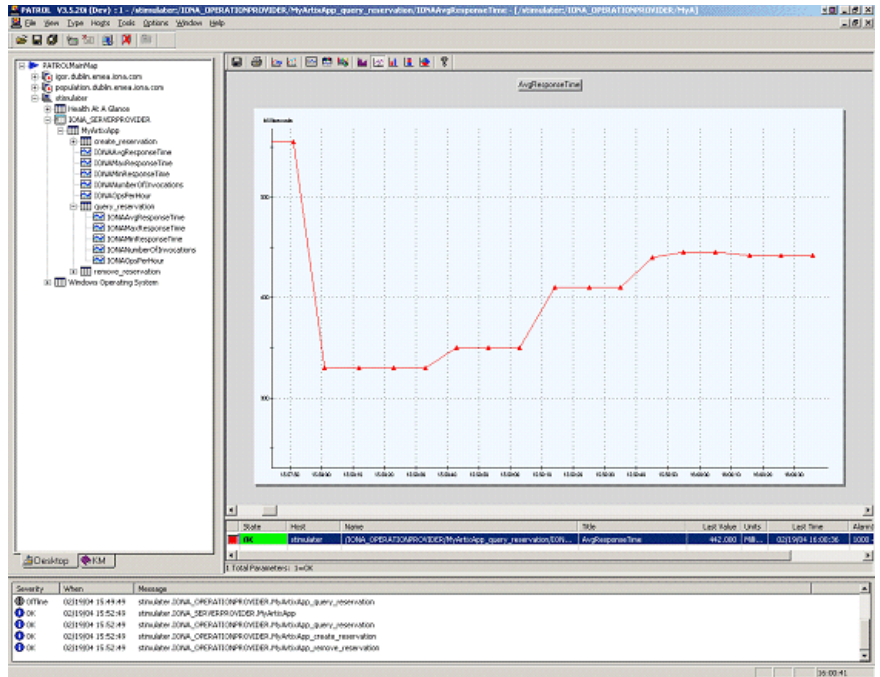 PATROL V3.5.20i (Dev) : 1 - /stimulater:/IONA_OPERATIONPROVIDER/MyArtixApp_query_reservation/IONAAvgResponseTime - [/stimulater:/IONA_OPERATIONPROVIDER/MyA]
File View Type Hosts Tools Options Window Help
PATROLMainMap
igor.dublin.emea.iona.com
population.dublin.emea.iona.com
stimulater
Health At A Glance
IONA_SERVERPROVIDER
MyArtixApp
create_reservation
IONAAvgResponseTime
IONAMaxResponseTime
IONAMinResponseTime
IONANumberOfInvocations
IONAOpsPerHour
query_reservation
IONAAvgResponseTime
IONAMaxResponseTime
IONAMinResponseTime
IONANumberOfInvocations
IONAOpsPerHour
remove_reservation
Windows Operating System
Desktop KM
AvgResponseTime
State Host Name Title Last Value Units Last Time
OK stimulater AvgResponseTime 442.000 02/19/04 16:00:36
1 Total Parameters: 1=OK
Severity When Message
Offline 02/19/04 15:49:49 stimulater.IONA_OPERATIONPROVIDER.MyArtixApp_query_reservation
OK 02/19/04 15:52:49 stimulater.IONA_SERVERPROVIDER.MyArtixApp
OK 02/19/04 15:52:49 stimulater.IONA_OPERATIONPROVIDER.MyArtixApp_query_reservation
OK 02/19/04 15:52:49 stimulater.IONA_OPERATIONPROVIDER.MyArtixApp_create_reservation
OK 02/19/04 15:52:49 stimulater.IONA_OPERATIONPROVIDER.MyArtixApp_remove_reservation
16:00:41